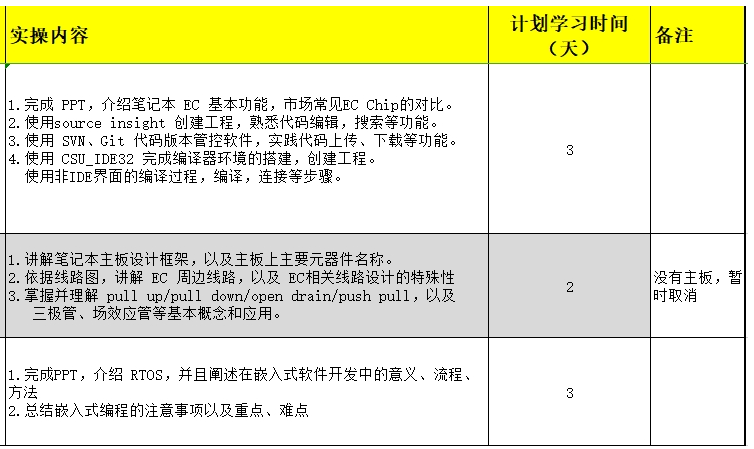 实操内容
计划学习时间
（天）
备注
1.完成 PPT，介绍笔记本 EC 基本功能，市场常见EC Chip的对比。
2.使用source insight 创建工程，熟悉代码编辑，搜索等功能。
3.使用 SVN、Git 代码版本管控软件，实践代码上传、下载等功能。
4.使用 CSU_IDE32 完成编译器环境的搭建，创建工程。
使用非IDE界面的编译过程，编译，连接等步骤。
3
1.讲解笔记本主板设计框架，以及主板上主要元器件名称。
2.依据线路图，讲解 EC 周边线路，以及 EC相关线路设计的特殊性
3.掌握并理解 pull up/pull down/open drain/push pull，以及
三极管、场效应管等基本概念和应用。
2
没有主板，暂
时取消
1.完成PPT，介绍 RTOS，并且阐述在嵌入式软件开发中的意义、流程、
方法
2.总结嵌入式编程的注意事项以及重点、难点
3